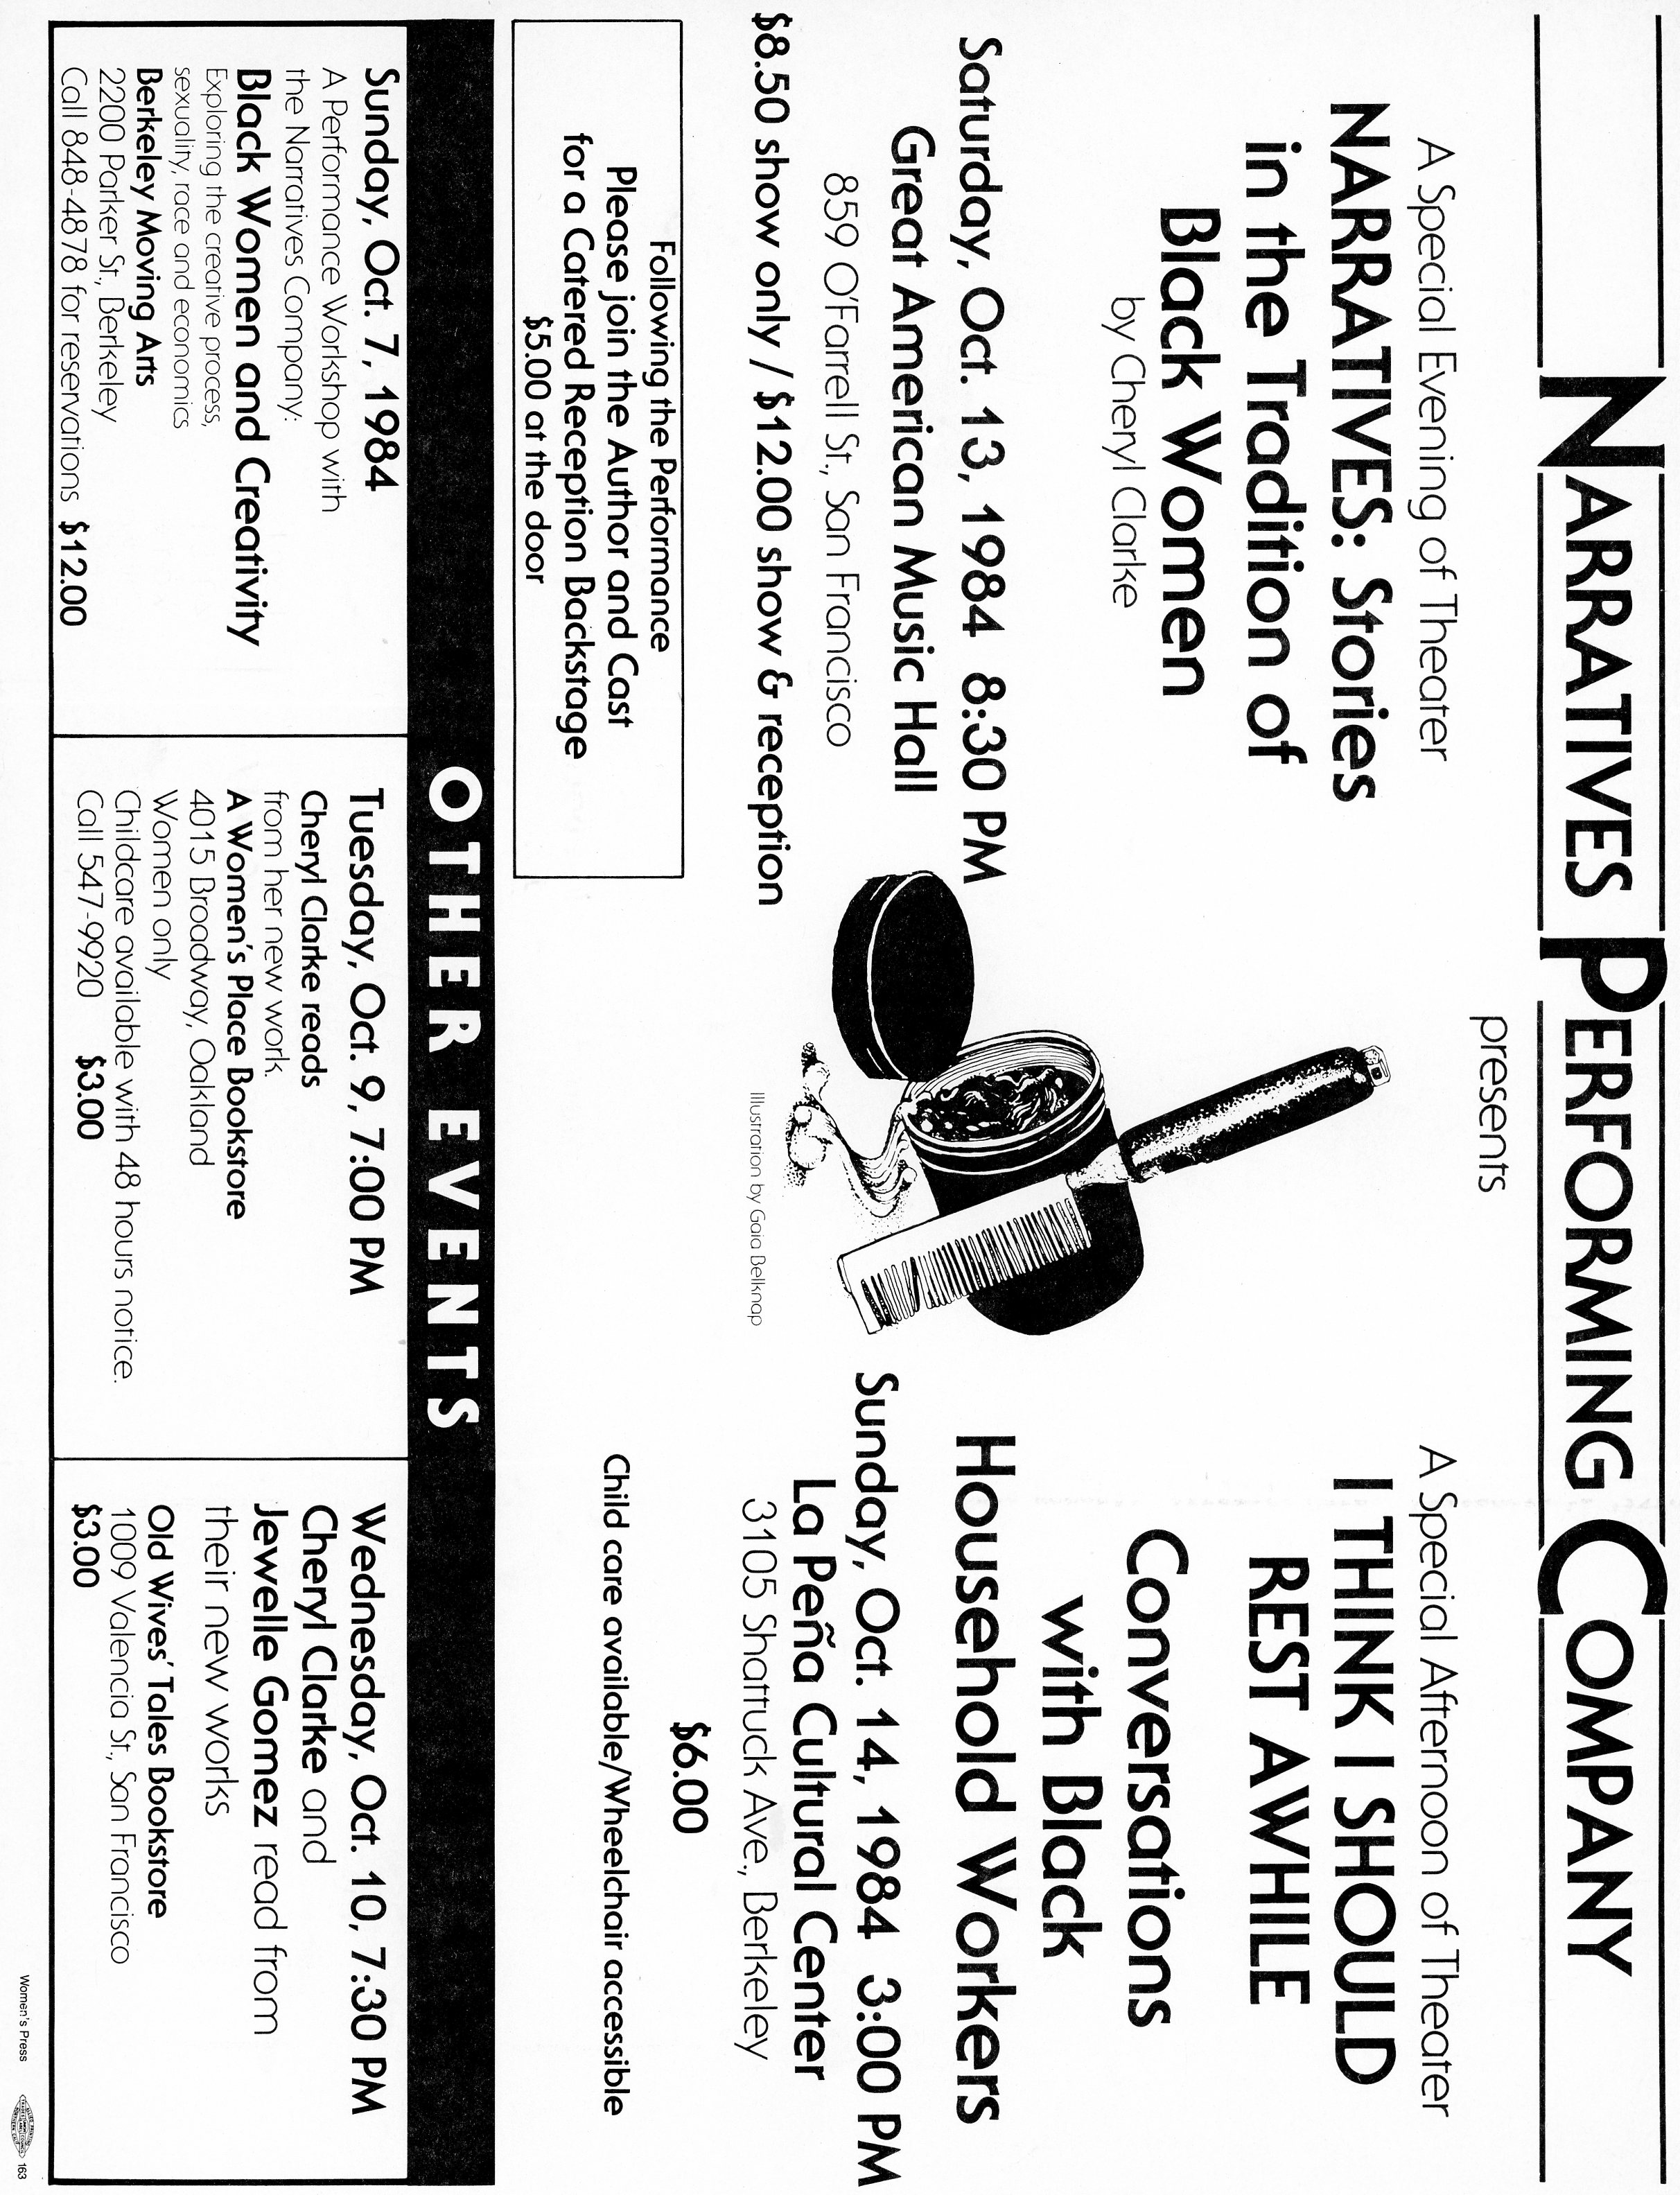 NARRATIVES PERFORMING COMPANY
presents
A Special Evening of Theater
NARRATIVES: Stories
in the Tradition of
Black Women
by Cheryl Clarke
Saturday, Oct. 13, 1984 8:30 PM
Great American Music Hall
859 O'Farrell St., San Francisco
$8.50 show only / $12.00 show & reception
Following the Performance
Please join the Author and Cast
for a Catered Reception Backstage
$5.00 at the door
Illustration by Gaia Belknap
A Special Afternoon of Theater
I THINK I SHOULD
REST AWHILE
Conversations
with Black
Household Workers
Sunday, Oct. 14, 1984 3:00 PM
La Peña Cultural Center
3105 Shattuck Ave., Berkeley
$6.00
Child care available/Wheelchair accessible
OTHER EVENTS
Sunday, Oct. 7, 1984
A Performance Workshop with
the Narratives Company:
Black Women and Creativity
Exploring the creative process,
sexuality, race and economics
Berkeley Moving Arts
2200 Parker St., Berkeley
Call 848-4878 for reservations $12.00
Tuesday, Oct. 9, 7:00 PM
Cheryl Clarke reads
from her new work.
A Women's Place Bookstore
4015 Broadway, Oakland
Women only
Childcare available with 48 hours notice.
Call 547-9920 $3.00
Wednesday, Oct. 10, 7:30 PM
Cheryl Clarke and
Jewelle Gomez read from
their new works
Old Wives' Tales Bookstore
1009 Valencia St., San Francisco
$3.00
Women's Press 163